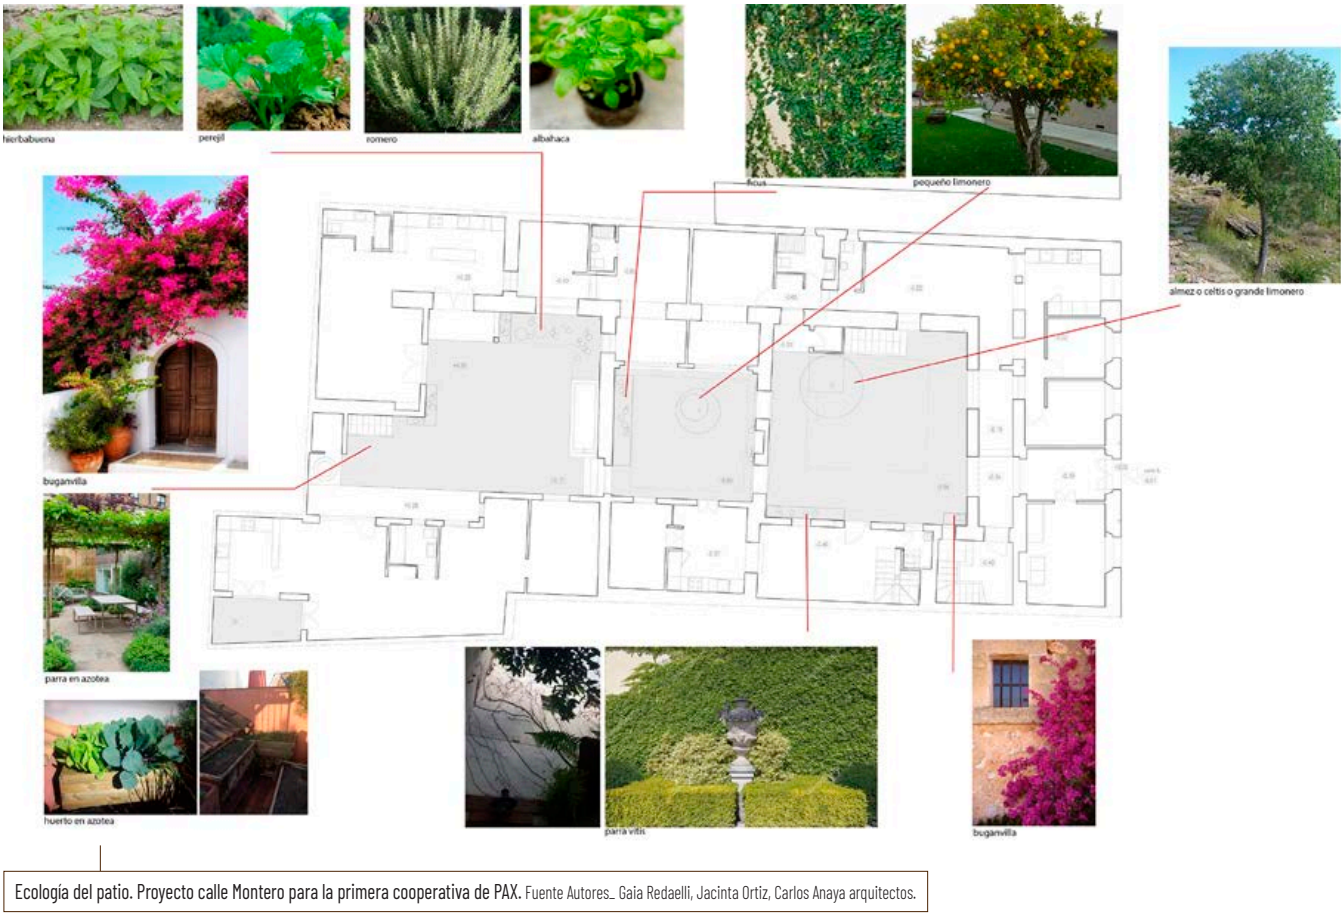 hierbabuena
perejil
romero
albahaca
ficus
pequeño limonero
almez o celtis o grande limonero
buganvilla
parra en azotea
huerto en azotea
parra vitis
buganvilla
Ecología del patio. Proyecto calle Montero para la primera cooperativa de PAX. Fuente Autores_ Gaia Redaelli, Jacinta Ortiz, Carlos Anaya arquitectos.